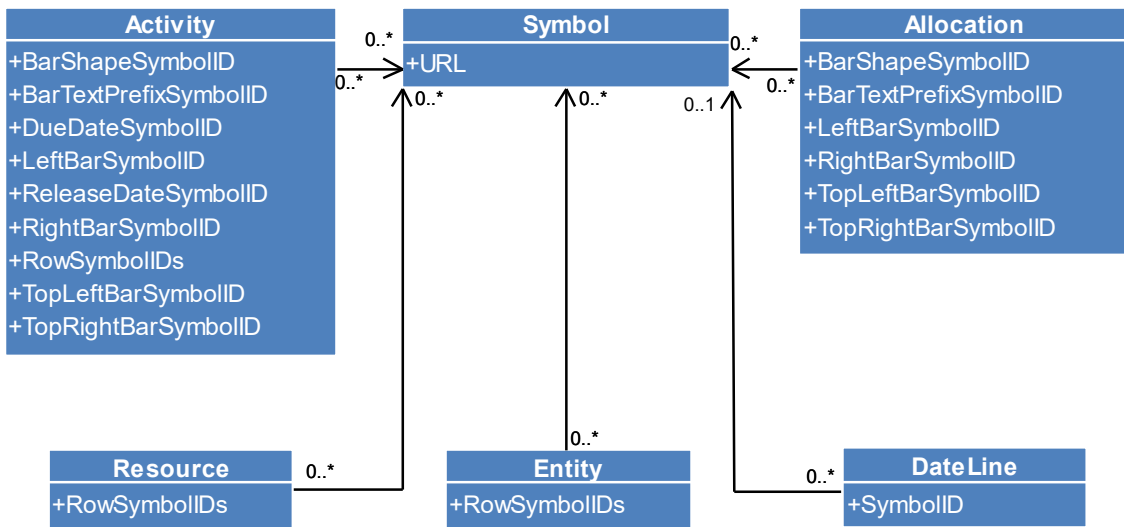 Activity
+BarShapeSymbolID
+BarTextPrefixSymbolID
+DueDateSymbolID
+LeftBarSymbolID
+ReleaseDateSymbolID
+RightBarSymbolID
+RowSymbolIDs
+TopLeftBarSymbolID
+TopRightBarSymbolID
0..*
0..*
Symbol
+URL
0..*
0..*
Allocation
+BarShapeSymbolID
+BarTextPrefixSymbolID
+LeftBarSymbolID
+RightBarSymbolID
+TopLeftBarSymbolID
+TopRightBarSymbolID
0..*
0..*
0..1
0..*
0..*
0..*
Resource
+RowSymbolIDs
Entity
+RowSymbolIDs
DateLine
+SymbolID